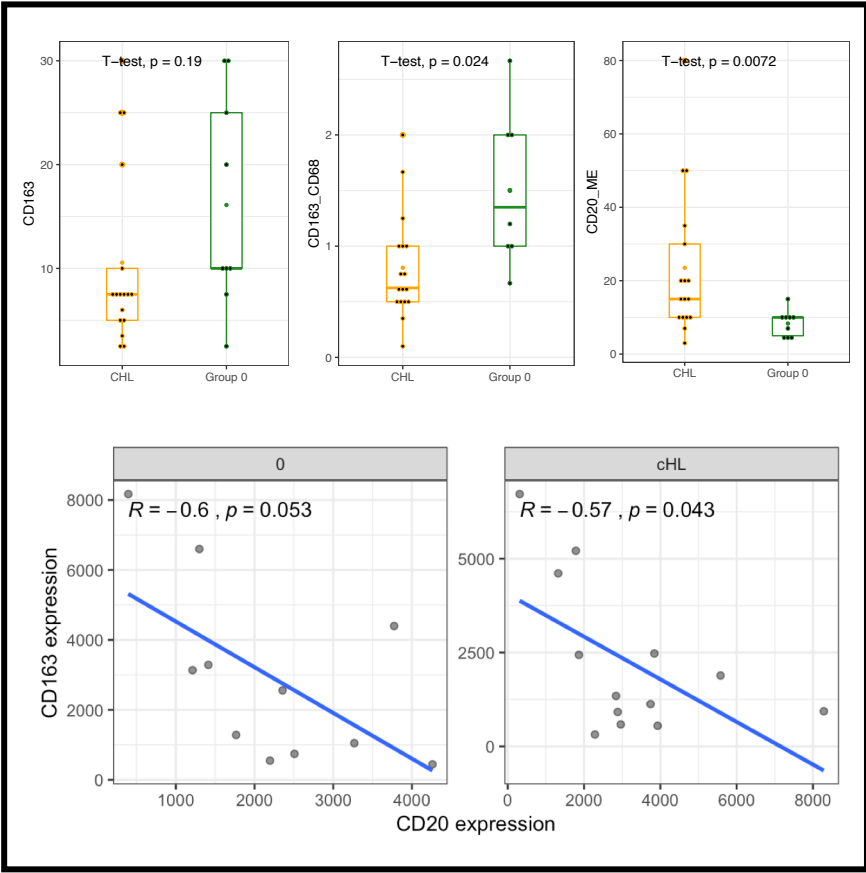 T-test, p = 0.19
30
20
10
CD163
CHL
Group 0
T-test, p = 0.024
2
1
0
CD163_CD68
CHL
Group 0
T-test, p = 0.0072
80
60
40
20
0
CD20_ME
CHL
Group 0
0
R = −0.6 , p = 0.053
8000
6000
4000
2000
0
CD163 expression
1000 2000 3000 4000
cHL
R = −0.57 , p = 0.043
5000
2500
0
0 2000 4000 6000 8000
CD20 expression